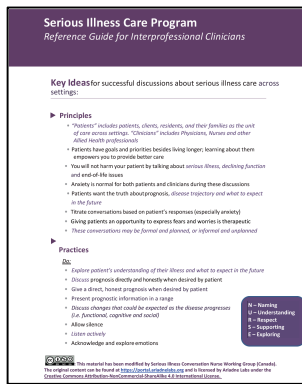 Serious Illness Care Program
Reference Guide for Interprofessional Clinicians
Key Ideas for successful discussions about serious illness care across
settings:
Principles
"Patients" includes patients, clients, residents, and their families as the unit
of care across settings. "Clinicians" includes Physicians, Nurses and other
Allied Health professionals
Patients have goals and priorities besides living longer; learning about them
empowers you to provide better care
You will not harm your patient by talking about serious illness, declining function
and end-of-life issues
Anxiety is normal for both patients and clinicians during these discussions
Patients want the truth about prognosis, disease trajectory and what to expect
in the future
Titrate conversations based on patient's responses (especially anxiety)
Giving patients an opportunity to express fears and worries is therapeutic
These conversations may be formal and planned, or informal and unplanned
Practices
Do:
Explore patient's understanding of their illness and what to expect in the future
Discuss prognosis directly and honestly when desired by patient
Give a direct, honest prognosis when desired by patient
Present prognostic information in a range
Discuss changes that could be expected as the disease progresses
(i.e. functional, cognitive and social)
Allow silence
Acknowledge and explore emotions
N – Naming
U – Understanding
R – Respect
S – Supporting
E – Exploring
This material has been modified by Serious Illness Conversation Nurse Working Group (Canada).
The original content can be found at https://portal.ariadnelabs.org and is licensed by Ariadne Labs under the
Creative Commons Attribution-NonCommercial-ShareAlike 4.0 International License.